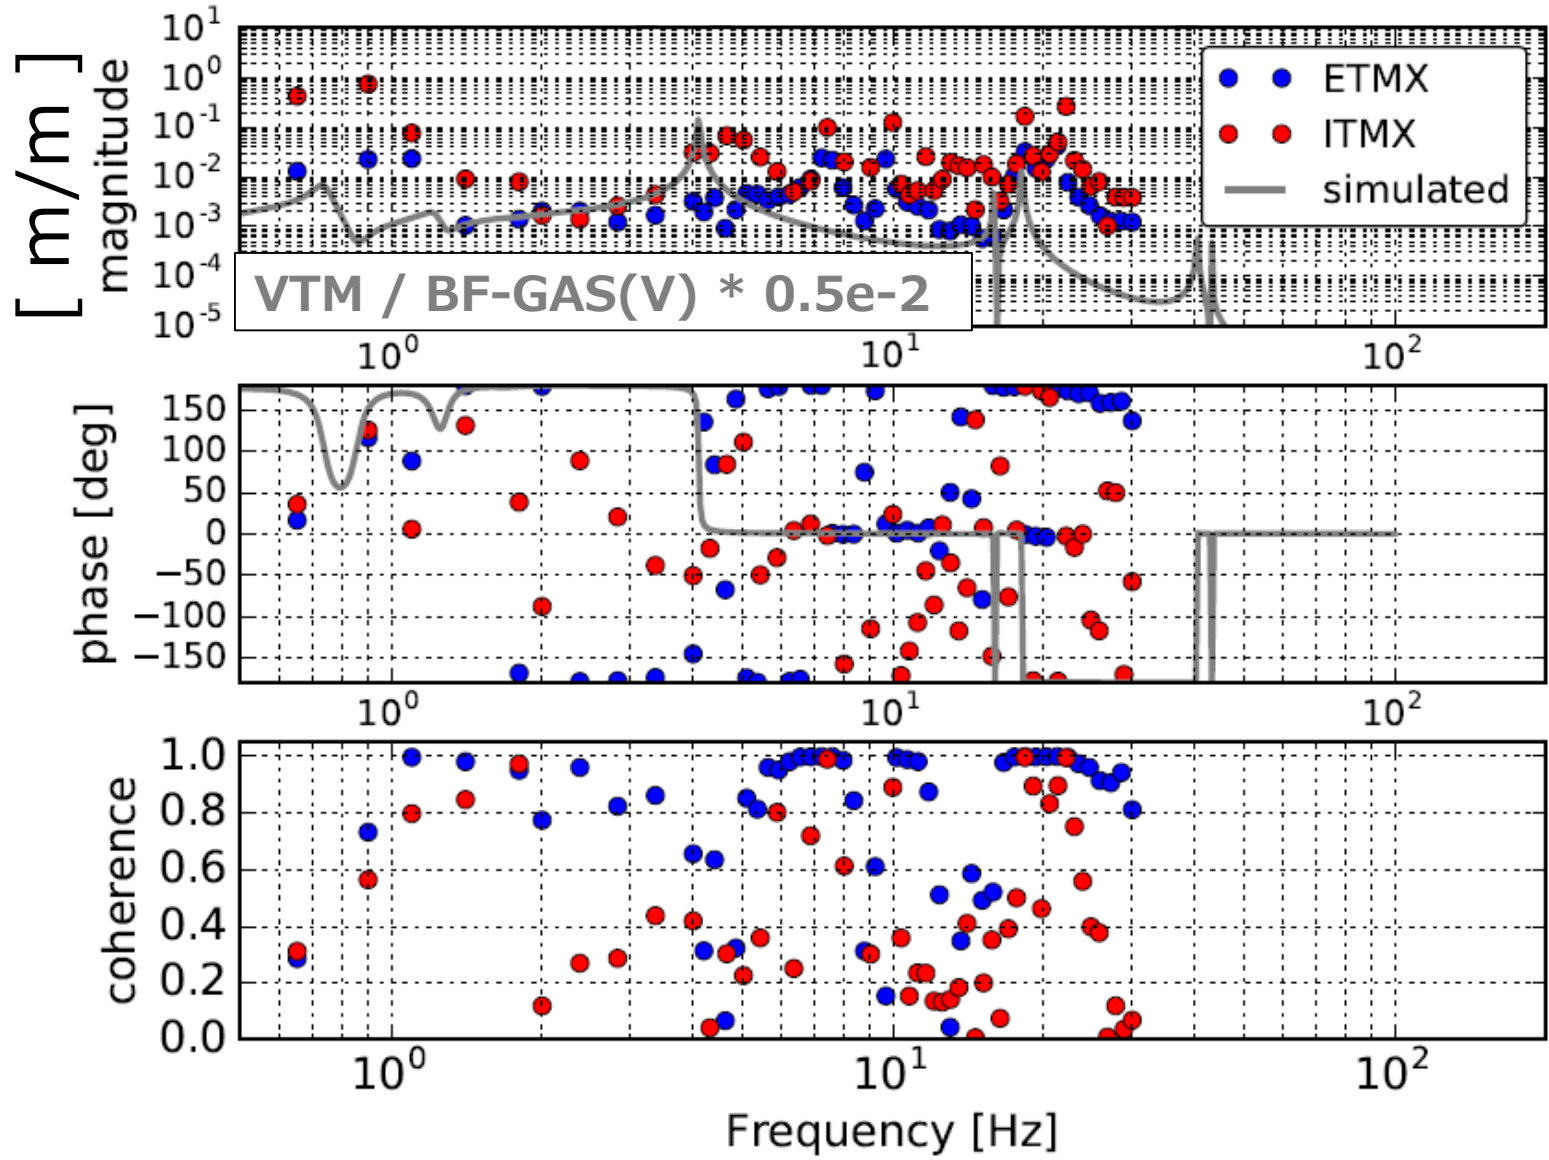 [ m/m ]
magnitude
10^1
10^0
10^-1
10^-2
10^-3
10^-4
10^-5
ETMX
ITMX
simulated
VTM / BF-GAS(V) * 0.5e-2
10^0 10^1 10^2
phase [deg]
150
100
50
0
−50
−100
−150
10^0 10^1 10^2
coherence
1.0
0.8
0.6
0.4
0.2
0.0
10^0 10^1 10^2
Frequency [Hz]